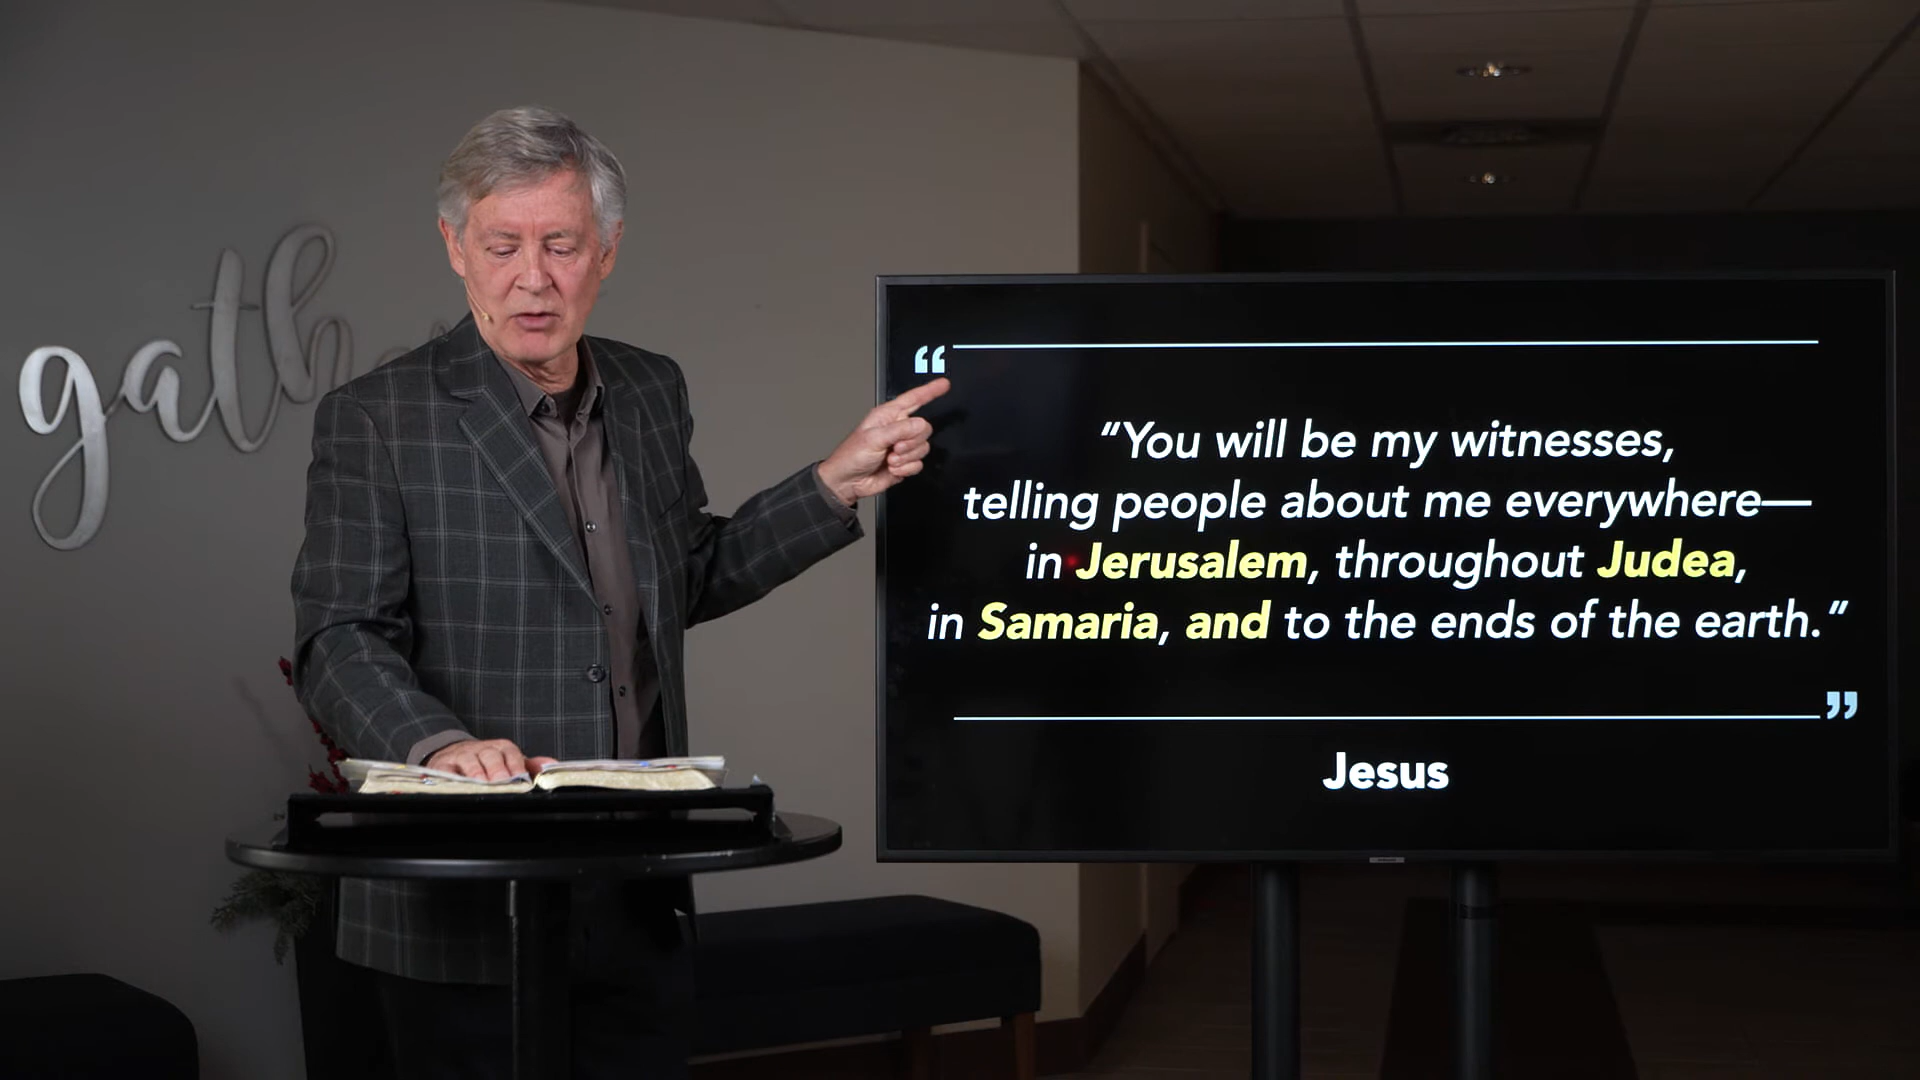 gath
“
“You will be my witnesses,
telling people about me everywhere—
in Jerusalem, throughout Judea,
in Samaria, and to the ends of the earth.”
”
Jesus